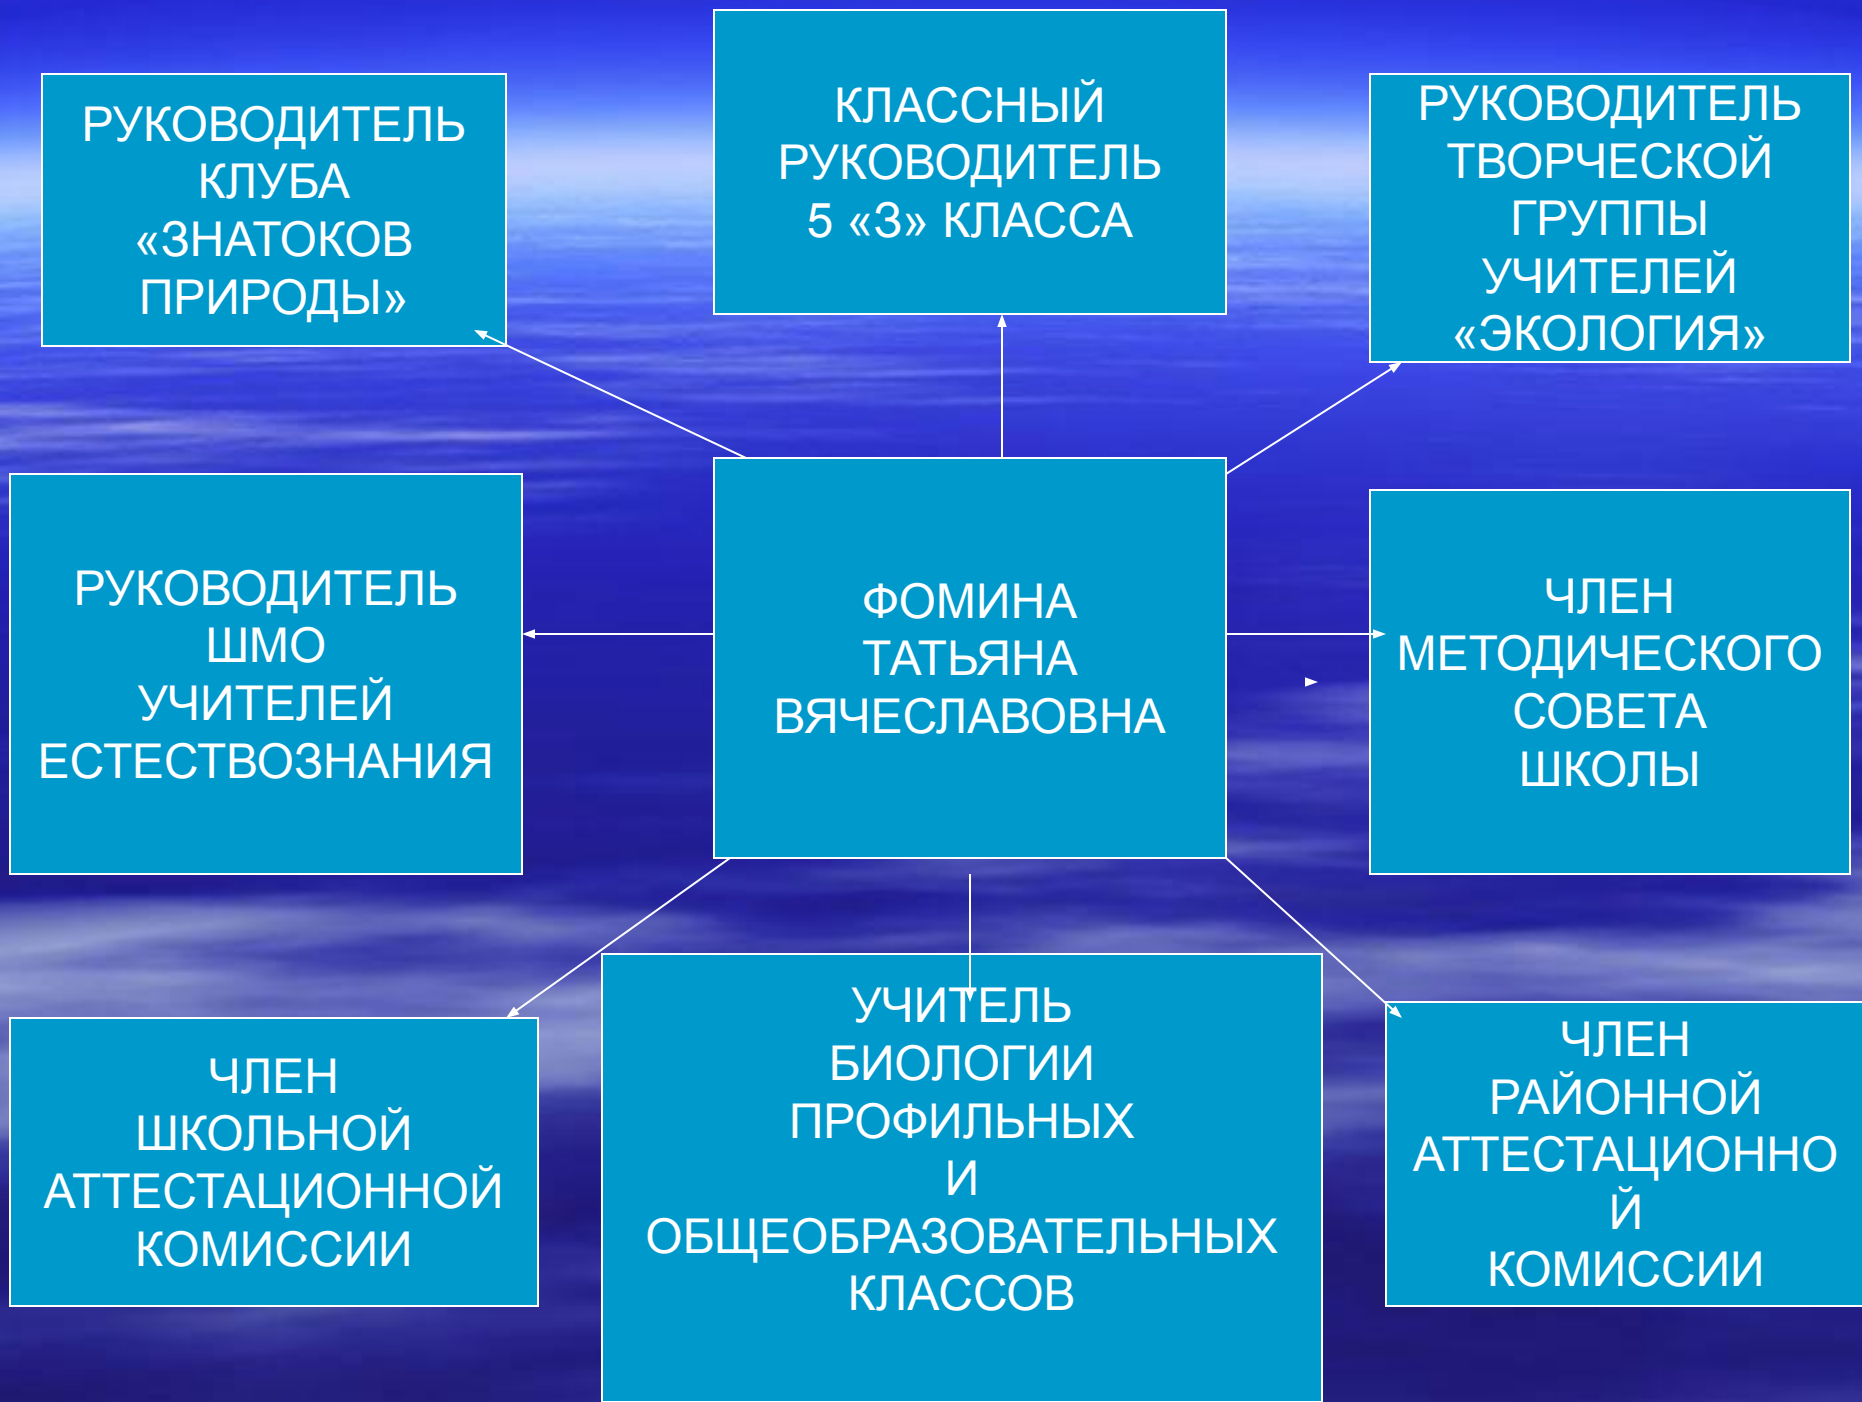 РУКОВОДИТЕЛЬ
КЛУБА
«ЗНАТОКОВ
ПРИРОДЫ»
КЛАССНЫЙ
РУКОВОДИТЕЛЬ
5 «З» КЛАССА
РУКОВОДИТЕЛЬ
ТВОРЧЕСКОЙ
ГРУППЫ
УЧИТЕЛЕЙ
«ЭКОЛОГИЯ»
РУКОВОДИТЕЛЬ
ШМО
УЧИТЕЛЕЙ
ЕСТЕСТВОЗНАНИЯ
ФОМИНА
ТАТЬЯНА
ВЯЧЕСЛАВОВНА
ЧЛЕН
МЕТОДИЧЕСКОГО
СОВЕТА
ШКОЛЫ
ЧЛЕН
ШКОЛЬНОЙ
АТТЕСТАЦИОННОЙ
КОМИССИИ
УЧИТЕЛЬ
БИОЛОГИИ
ПРОФИЛЬНЫХ
И
ОБЩЕОБРАЗОВАТЕЛЬНЫХ
КЛАССОВ
ЧЛЕН
РАЙОННОЙ
АТТЕСТАЦИОННО
Й
КОМИССИИ